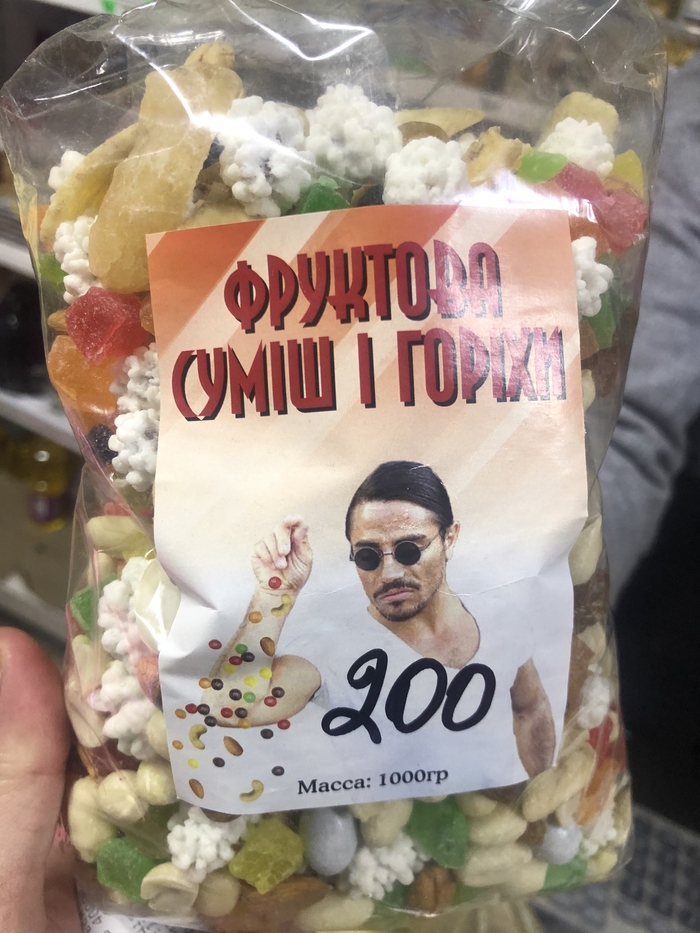 ФРУКТОВА
СУМІШ І ГОРІХИ
200
Масса: 1000гр